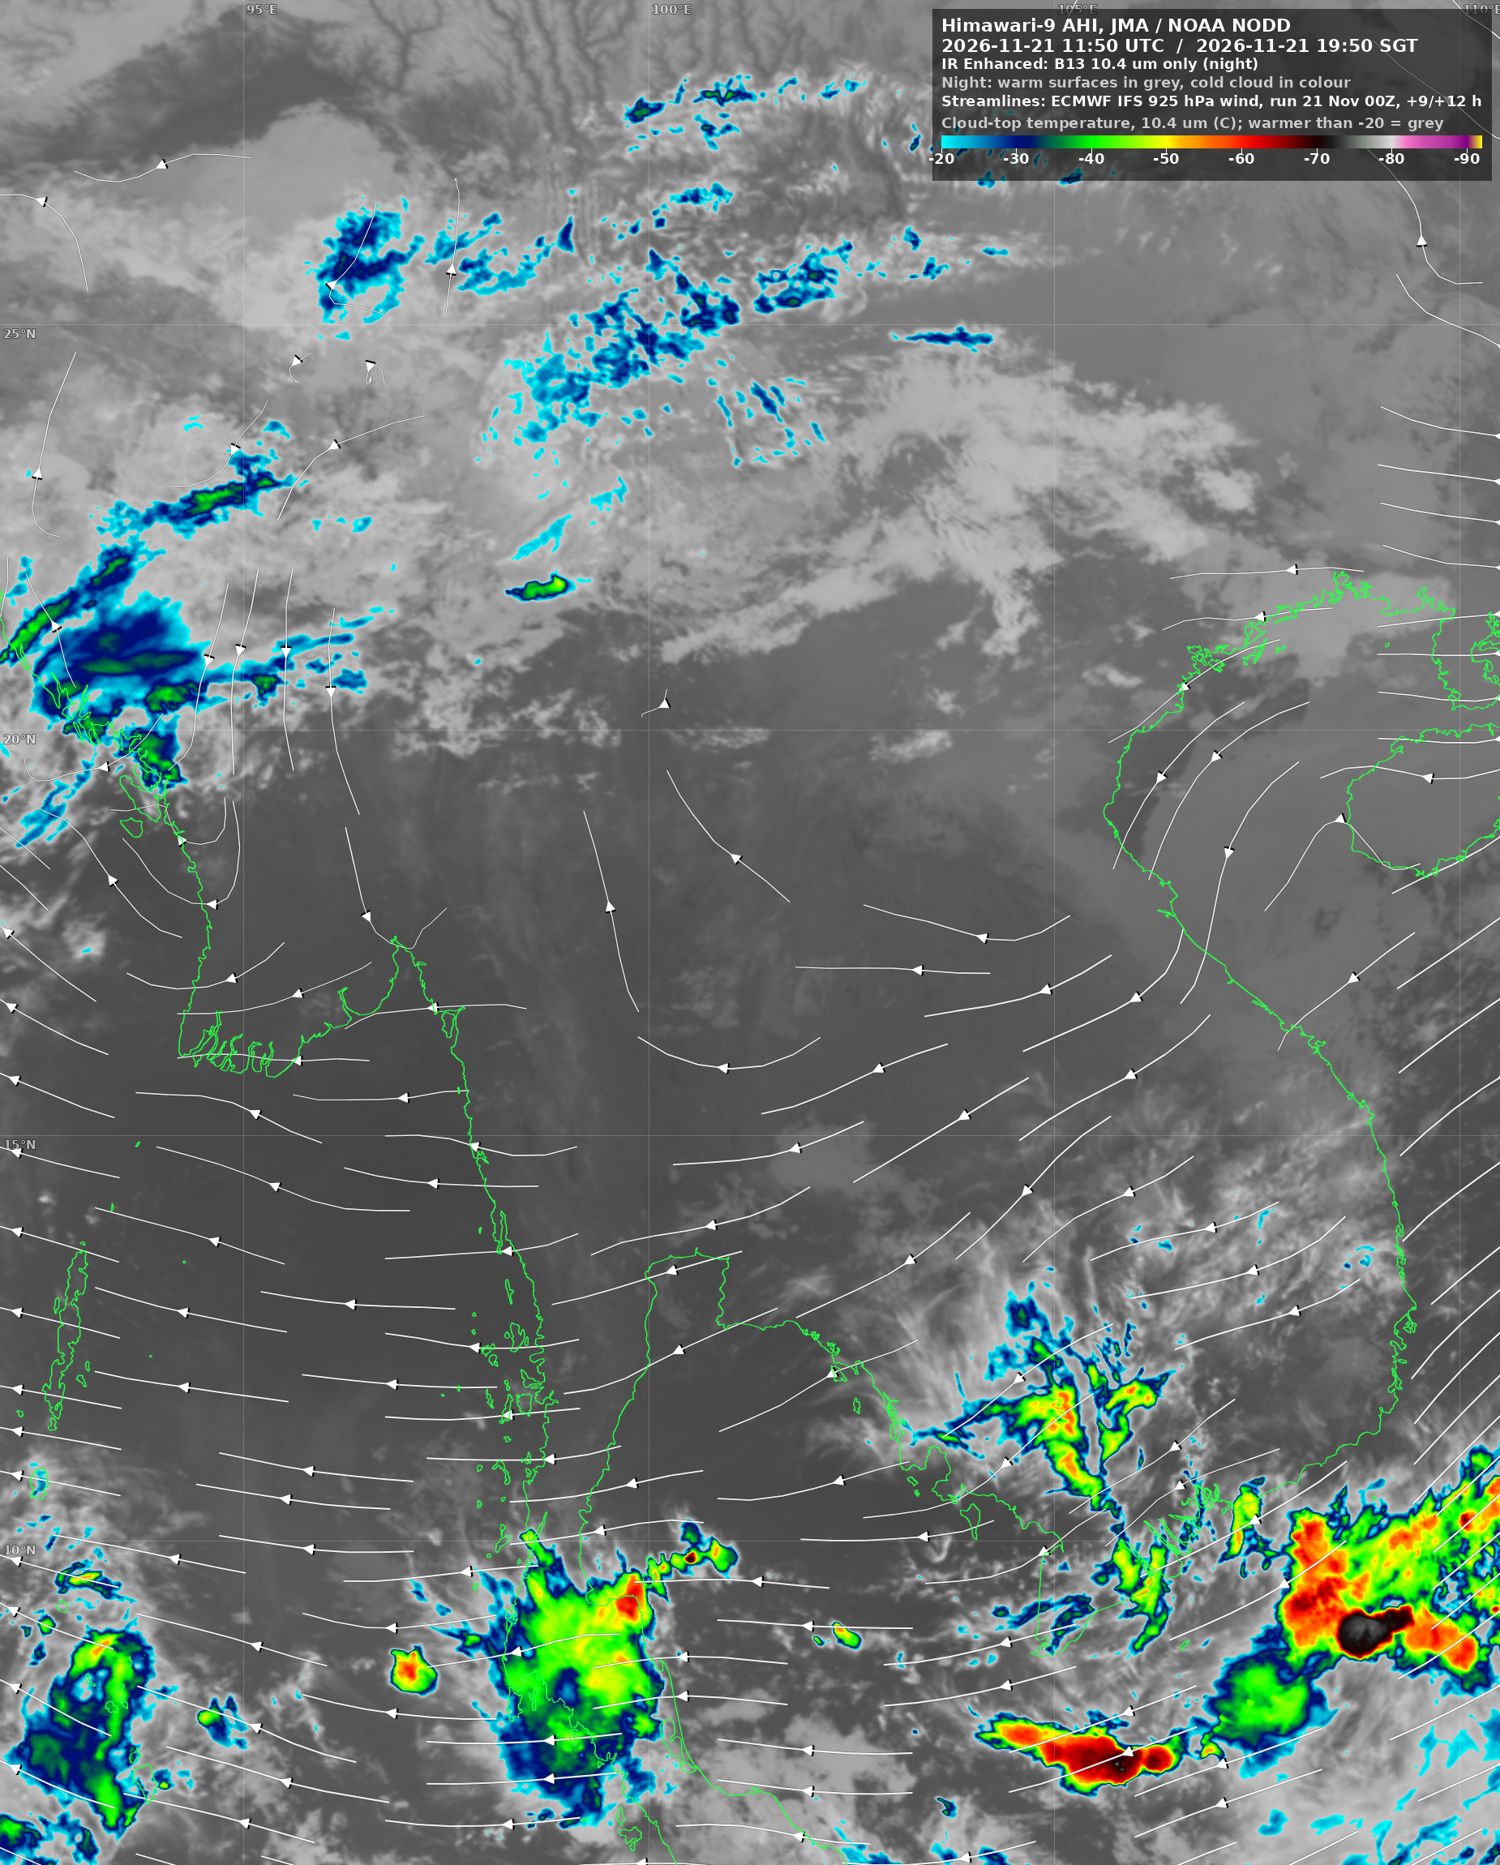 95°E
100°E
105°E
110°E
Himawari-9 AHI, JMA / NOAA NODD
2026-11-21 11:50 UTC / 2026-11-21 19:50 SGT
IR Enhanced: B13 10.4 um only (night)
Night: warm surfaces in grey, cold cloud in colour
Streamlines: ECMWF IFS 925 hPa wind, run 21 Nov 00Z, +9/+12 h
Cloud-top temperature, 10.4 um (C); warmer than -20 = grey
-20 -30 -40 -50 -60 -70 -80 -90
25°N
20°N
15°N
10°N